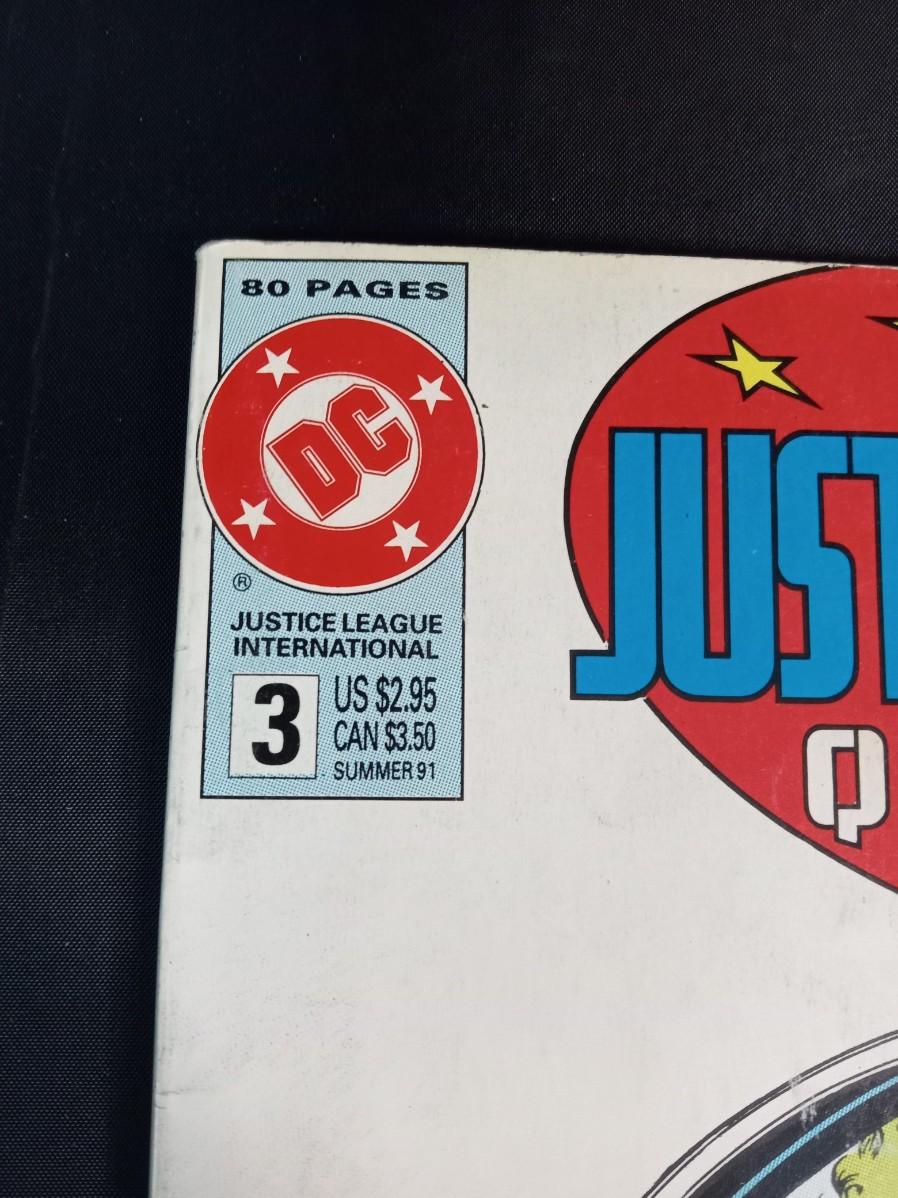 80 PAGES
DC
®
JUSTICE LEAGUE
INTERNATIONAL
3
US $2.95
CAN $3.50
SUMMER 91
JUST
Q